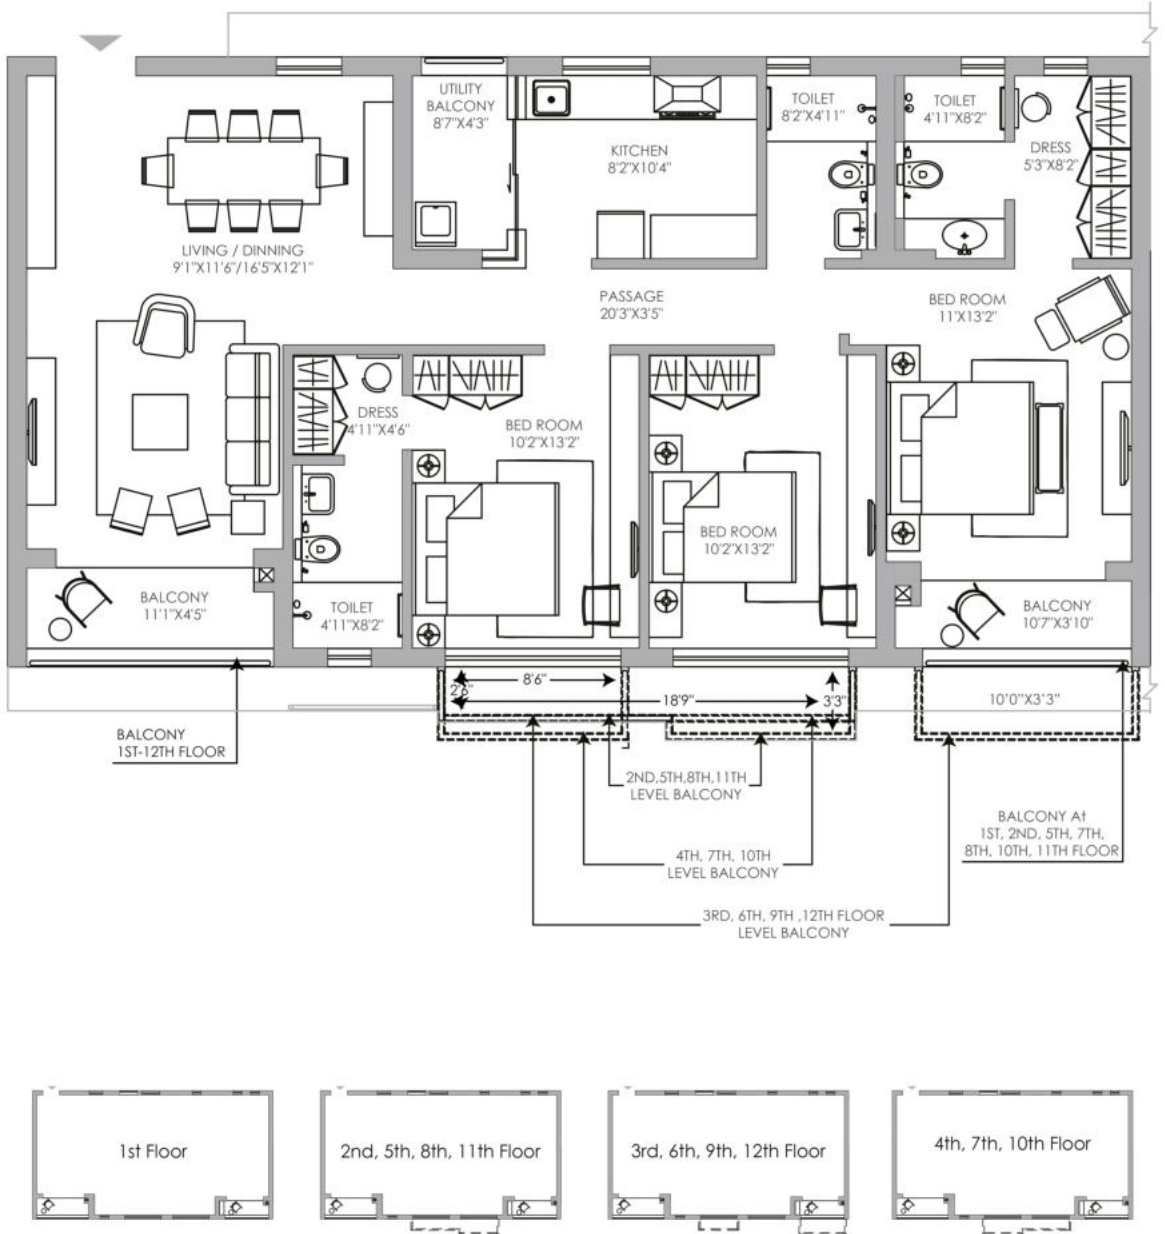 UTILITY
BALCONY
8'7"X4'3"
TOILET
8'2"X4'11"
TOILET
4'11"X8'2"
DRESS
5'3"X8'2"
KITCHEN
8'2"X10'4"
LIVING / DINNING
9'1"X11'6"/16'5"X12'1"
PASSAGE
20'3"X3'5"
BED ROOM
11'X13'2"
DRESS
4'11"X4'6"
BED ROOM
10'2"X13'2"
BED ROOM
10'2"X13'2"
BALCONY
11'1"X4'5"
TOILET
4'11"X8'2"
BALCONY
10'7"X3'10"
8'6"
2'6"
18'9"
3'3"
10'0"X3'3"
BALCONY
1ST-12TH FLOOR
2ND,5TH,8TH,11TH
LEVEL BALCONY
BALCONY At
1ST, 2ND, 5TH, 7TH,
8TH, 10TH, 11TH FLOOR
4TH, 7TH, 10TH
LEVEL BALCONY
3RD, 6TH, 9TH ,12TH FLOOR
LEVEL BALCONY
1st Floor
2nd, 5th, 8th, 11th Floor
3rd, 6th, 9th, 12th Floor
4th, 7th, 10th Floor